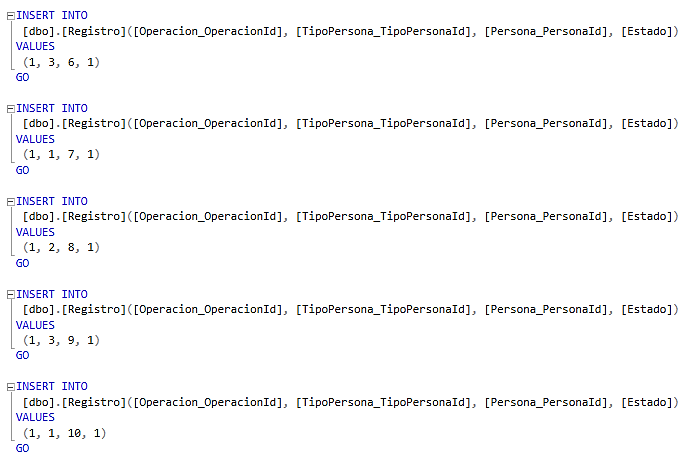 INSERT INTO
[dbo].[Registro]([Operacion_OperacionId], [TipoPersona_TipoPersonaId], [Persona_PersonaId], [Estado])
VALUES
(1, 3, 6, 1)
GO
INSERT INTO
[dbo].[Registro]([Operacion_OperacionId], [TipoPersona_TipoPersonaId], [Persona_PersonaId], [Estado])
VALUES
(1, 1, 7, 1)
GO
INSERT INTO
[dbo].[Registro]([Operacion_OperacionId], [TipoPersona_TipoPersonaId], [Persona_PersonaId], [Estado])
VALUES
(1, 2, 8, 1)
GO
INSERT INTO
[dbo].[Registro]([Operacion_OperacionId], [TipoPersona_TipoPersonaId], [Persona_PersonaId], [Estado])
VALUES
(1, 3, 9, 1)
GO
INSERT INTO
[dbo].[Registro]([Operacion_OperacionId], [TipoPersona_TipoPersonaId], [Persona_PersonaId], [Estado])
VALUES
(1, 1, 10, 1)
GO